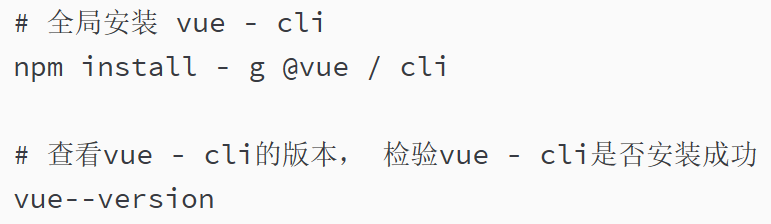 # 全局安装 vue - cli
npm install - g @vue / cli
# 查看vue - cli的版本， 检验vue - cli是否安装成功
vue--version